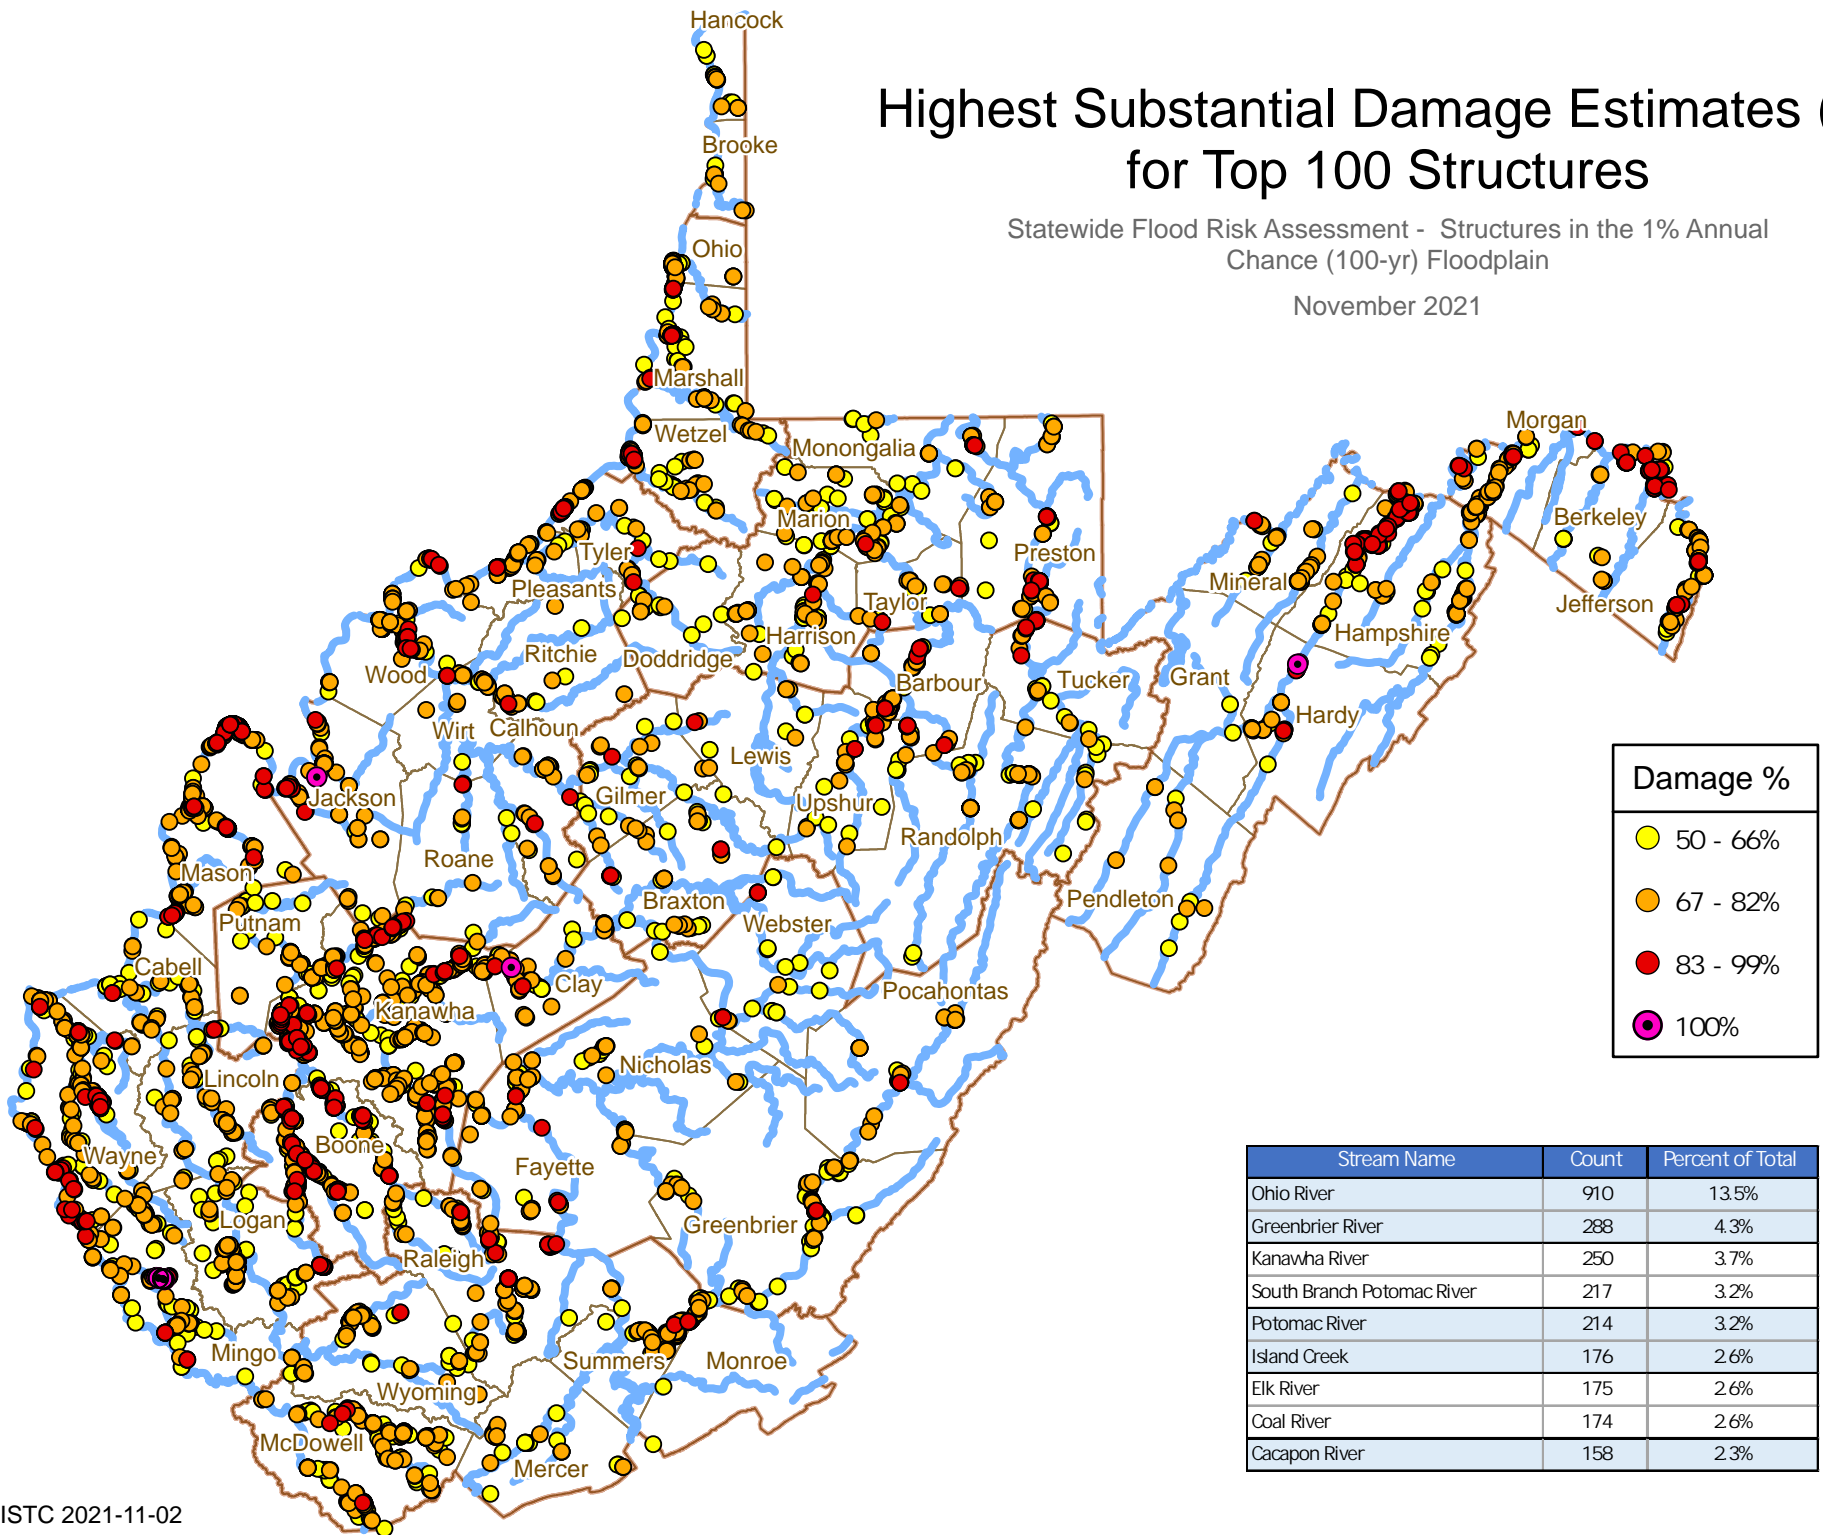 Highest Substantial Damage Estimates (
for Top 100 Structures
Statewide Flood Risk Assessment - Structures in the 1% Annual
Chance (100-yr) Floodplain
November 2021
Hancock
Brooke
Ohio
Marshall
Wetzel
Monongalia
Morgan
Marion
Berkeley
Tyler
Preston
Pleasants
Mineral
Taylor
Jefferson
Harrison
Hampshire
Ritchie
Doddridge
Wood
Barbour
Tucker
Grant
Wirt
Calhoun
Hardy
Lewis
Jackson
Gilmer
Upshur
Randolph
Roane
Mason
Braxton
Pendleton
Putnam
Webster
Cabell
Clay
Pocahontas
Kanawha
Nicholas
Lincoln
Boone
Wayne
Fayette
Logan
Greenbrier
Raleigh
Mingo
Summers
Monroe
Wyoming
McDowell
Mercer
Damage %
50 - 66%
67 - 82%
83 - 99%
100%
Stream Name Count Percent of Total
Ohio River 910 13.5%
Greenbrier River 288 4.3%
Kanawha River 250 3.7%
South Branch Potomac River 217 3.2%
Potomac River 214 3.2%
Island Creek 176 2.6%
Elk River 175 2.6%
Coal River 174 2.6%
Cacapon River 158 2.3%
ISTC 2021-11-02